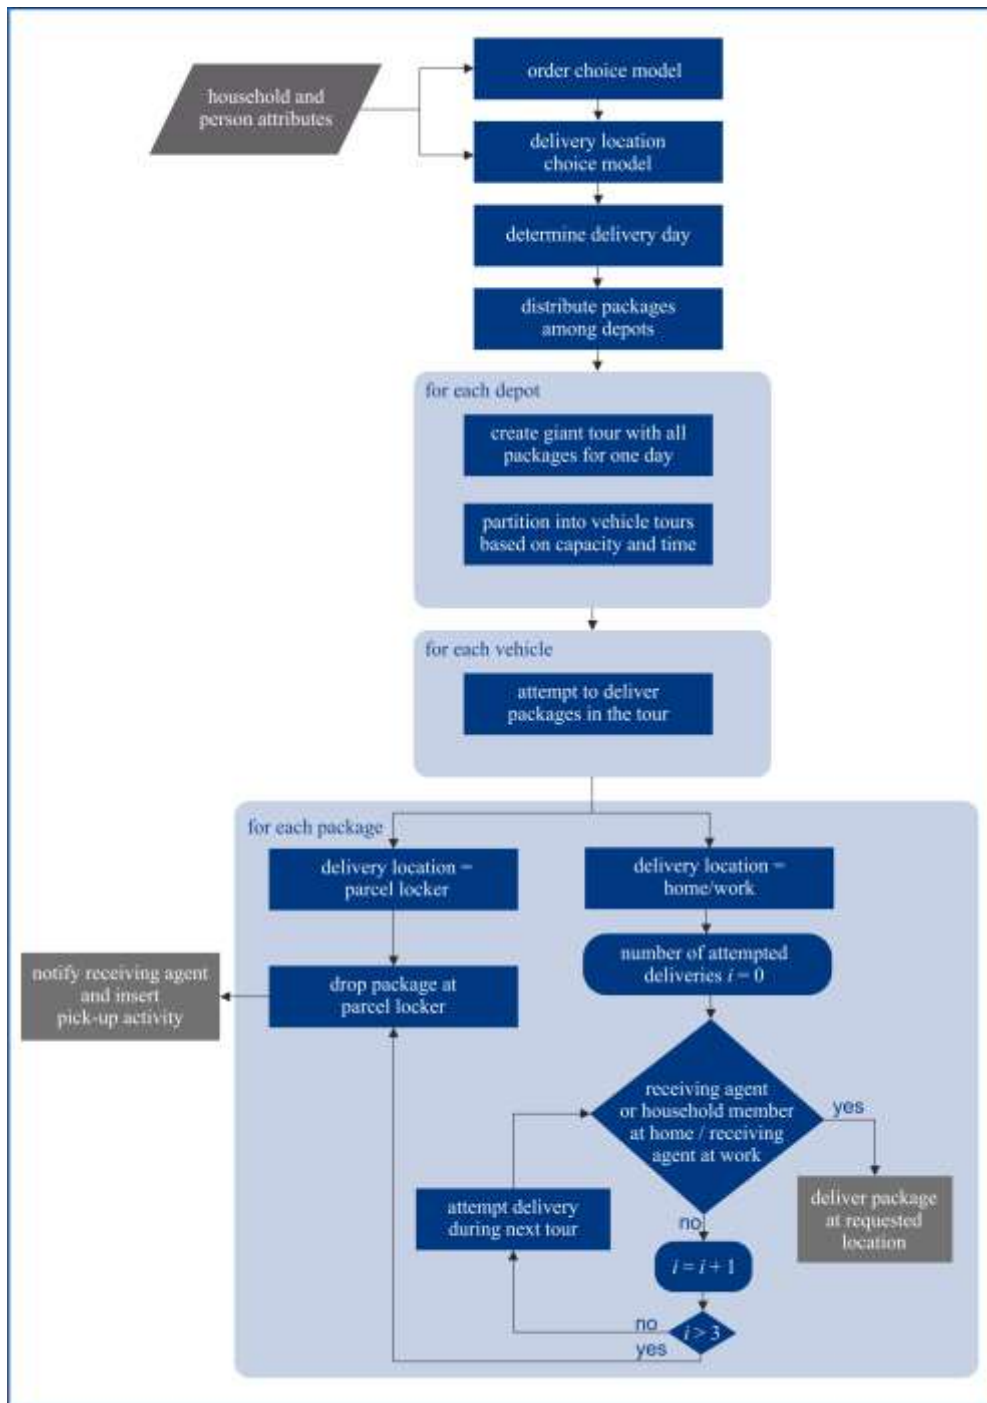 order choice model
household and
person attributes
delivery location
choice model
determine delivery day
distribute packages
among depots
for each depot
create giant tour with all
packages for one day
partition into vehicle tours
based on capacity and time
for each vehicle
attempt to deliver
packages in the tour
for each package
delivery location =
parcel locker
delivery location =
home/work
number of attempted
deliveries i = 0
notify receiving agent
and insert
pick-up activity
drop package at
parcel locker
receiving agent
or household member
at home / receiving
agent at work
yes
deliver package
at requested
location
attempt delivery
during next tour
no
i = i + 1
i > 3
no
yes